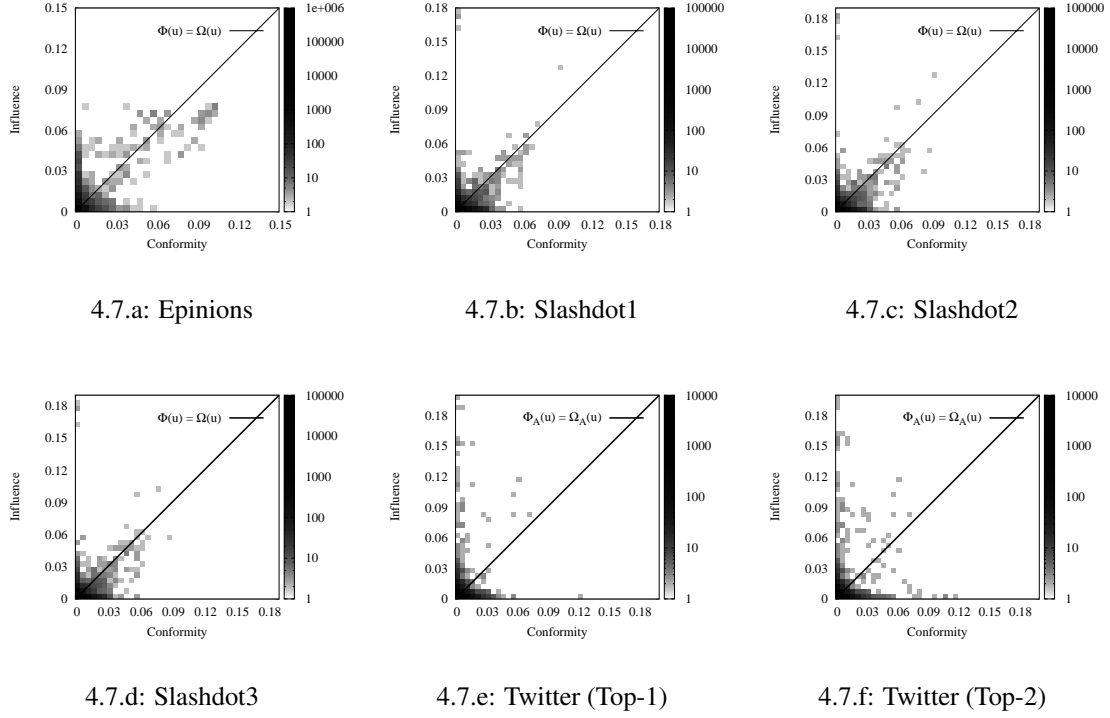 0.15
0.12
0.09
0.06
0.03
0
0 0.03 0.06 0.09 0.12 0.15
Influence
Conformity
Φ(u) = Ω(u)
1e+006
100000
10000
1000
100
10
1
4.7.a: Epinions
0.18
0.15
0.12
0.09
0.06
0.03
0
0 0.03 0.06 0.09 0.12 0.15 0.18
Influence
Conformity
Φ(u) = Ω(u)
100000
10000
1000
100
10
1
4.7.b: Slashdot1
0.18
0.15
0.12
0.09
0.06
0.03
0
0 0.03 0.06 0.09 0.12 0.15 0.18
Influence
Conformity
Φ(u) = Ω(u)
100000
10000
1000
100
10
1
4.7.c: Slashdot2
0.18
0.15
0.12
0.09
0.06
0.03
0
0 0.03 0.06 0.09 0.12 0.15 0.18
Influence
Conformity
Φ(u) = Ω(u)
100000
10000
1000
100
10
1
4.7.d: Slashdot3
0.18
0.15
0.12
0.09
0.06
0.03
0
0 0.03 0.06 0.09 0.12 0.15 0.18
Influence
Conformity
Φ_A(u) = Ω_A(u)
10000
1000
100
10
1
4.7.e: Twitter (Top-1)
0.18
0.15
0.12
0.09
0.06
0.03
0
0 0.03 0.06 0.09 0.12 0.15 0.18
Influence
Conformity
Φ_A(u) = Ω_A(u)
10000
1000
100
10
1
4.7.f: Twitter (Top-2)